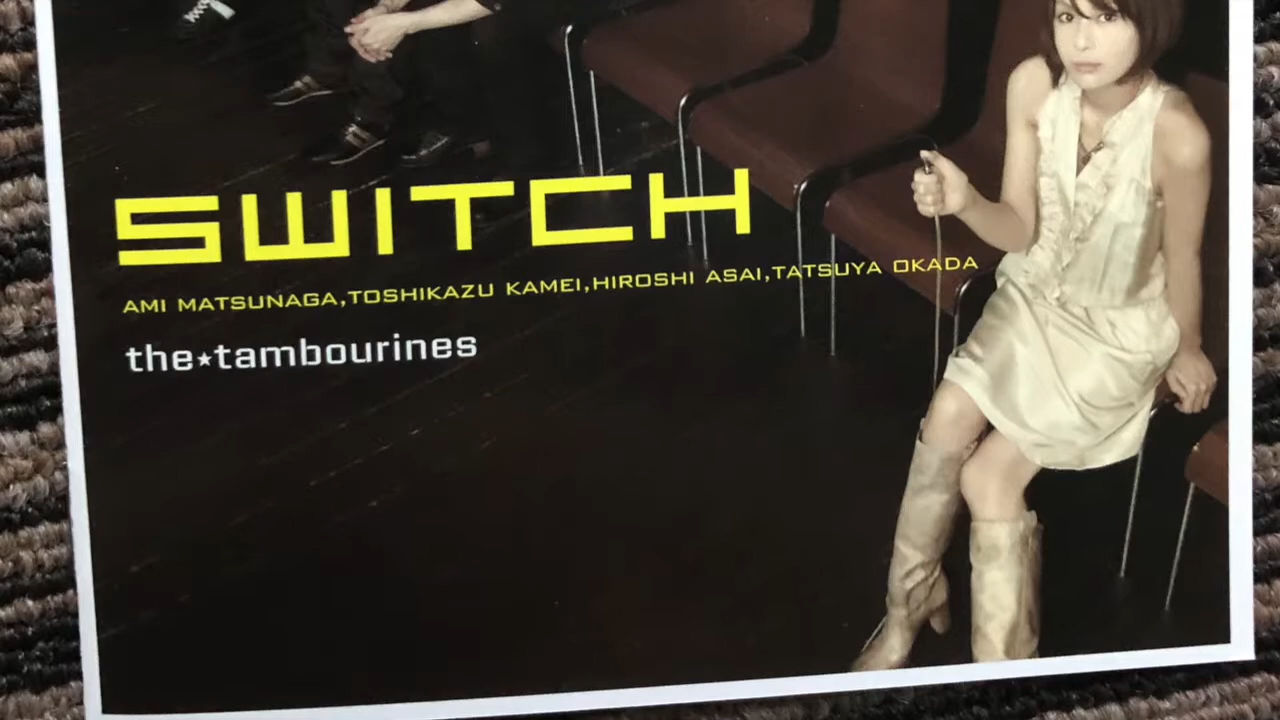 SWITCH
AMI MATSUNAGA,TOSHIKAZU KAMEI,HIROSHI ASAI,TATSUYA OKADA
the★tambourines